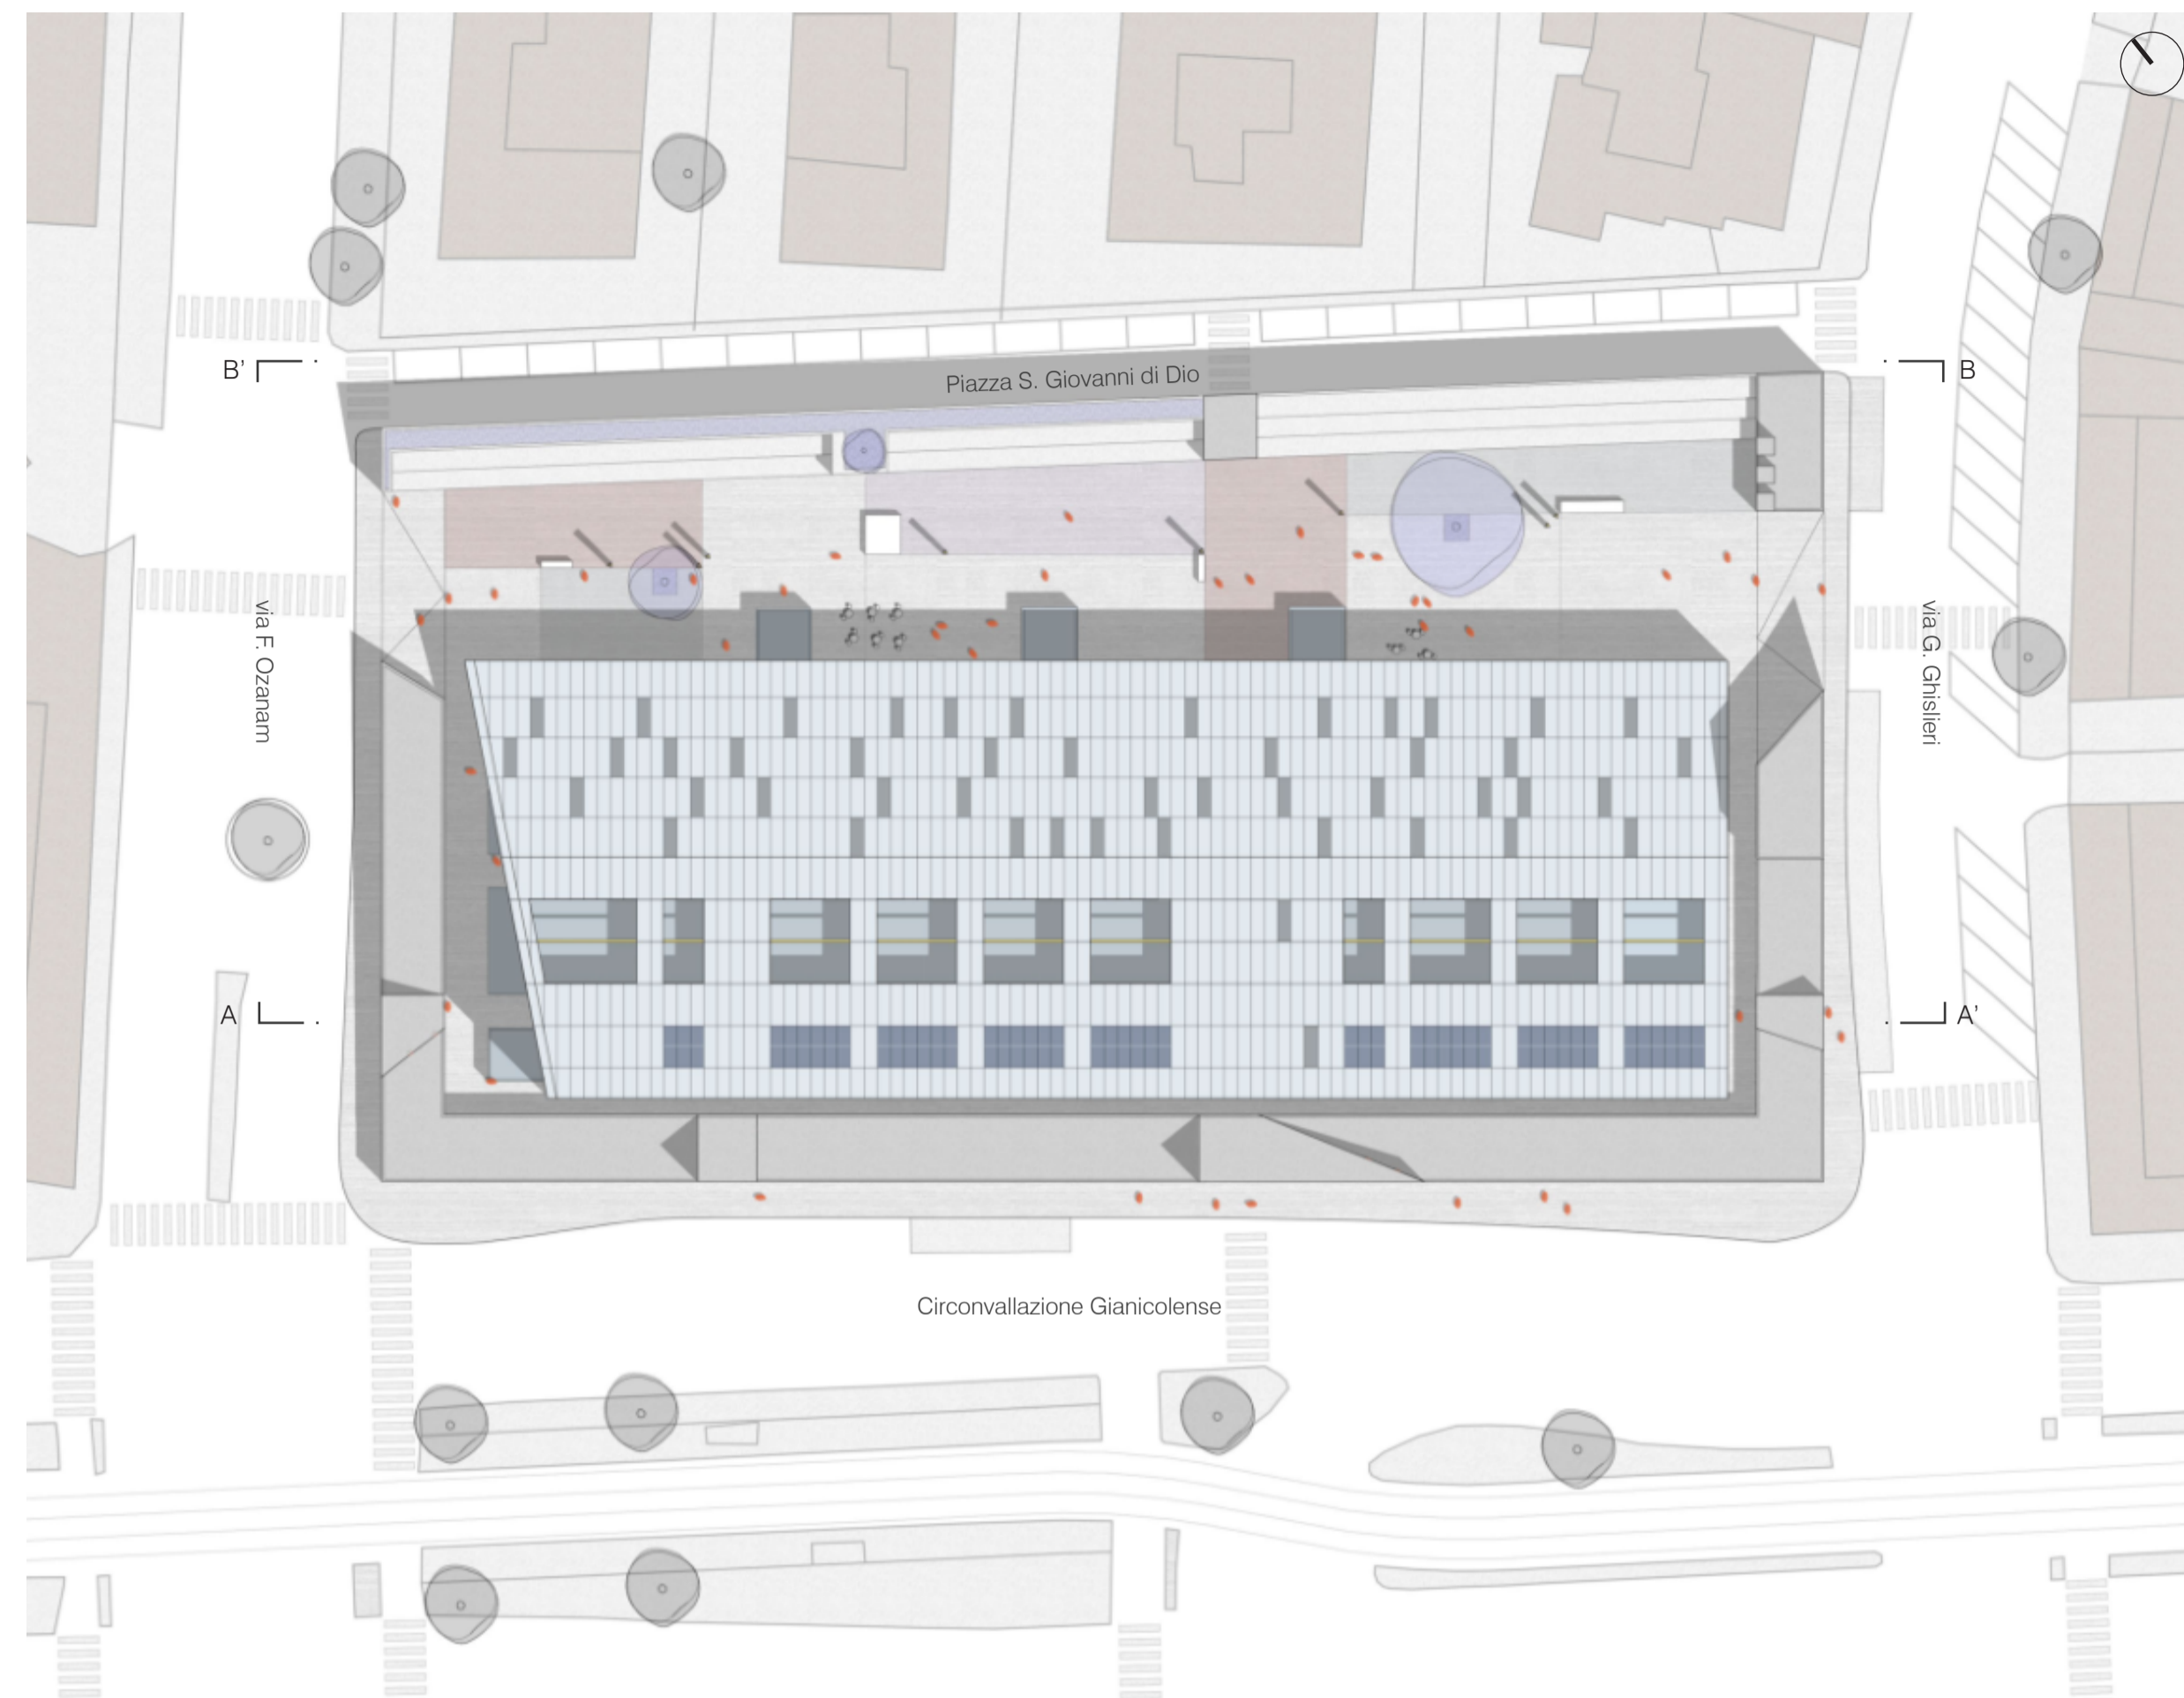 B’
B
Piazza S. Giovanni di Dio
via F. Ozanam
via G. Ghislieri
A
A’
Circonvallazione Gianicolense